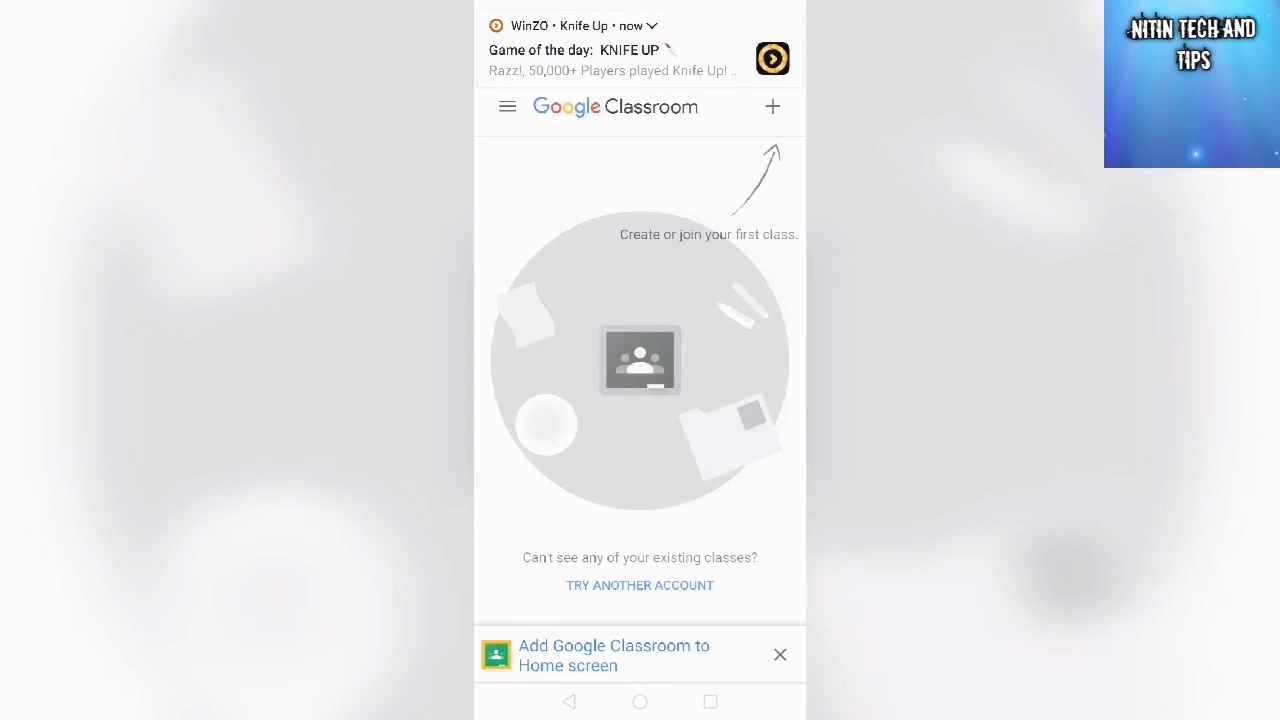 WinZO • Knife Up • now
Game of the day: KNIFE UP
Razz!, 50,000+ Players played Knife Up! ..
Google Classroom
Create or join your first class.
Can't see any of your existing classes?
TRY ANOTHER ACCOUNT
Add Google Classroom to
Home screen
NITIN TECH AND
TIPS